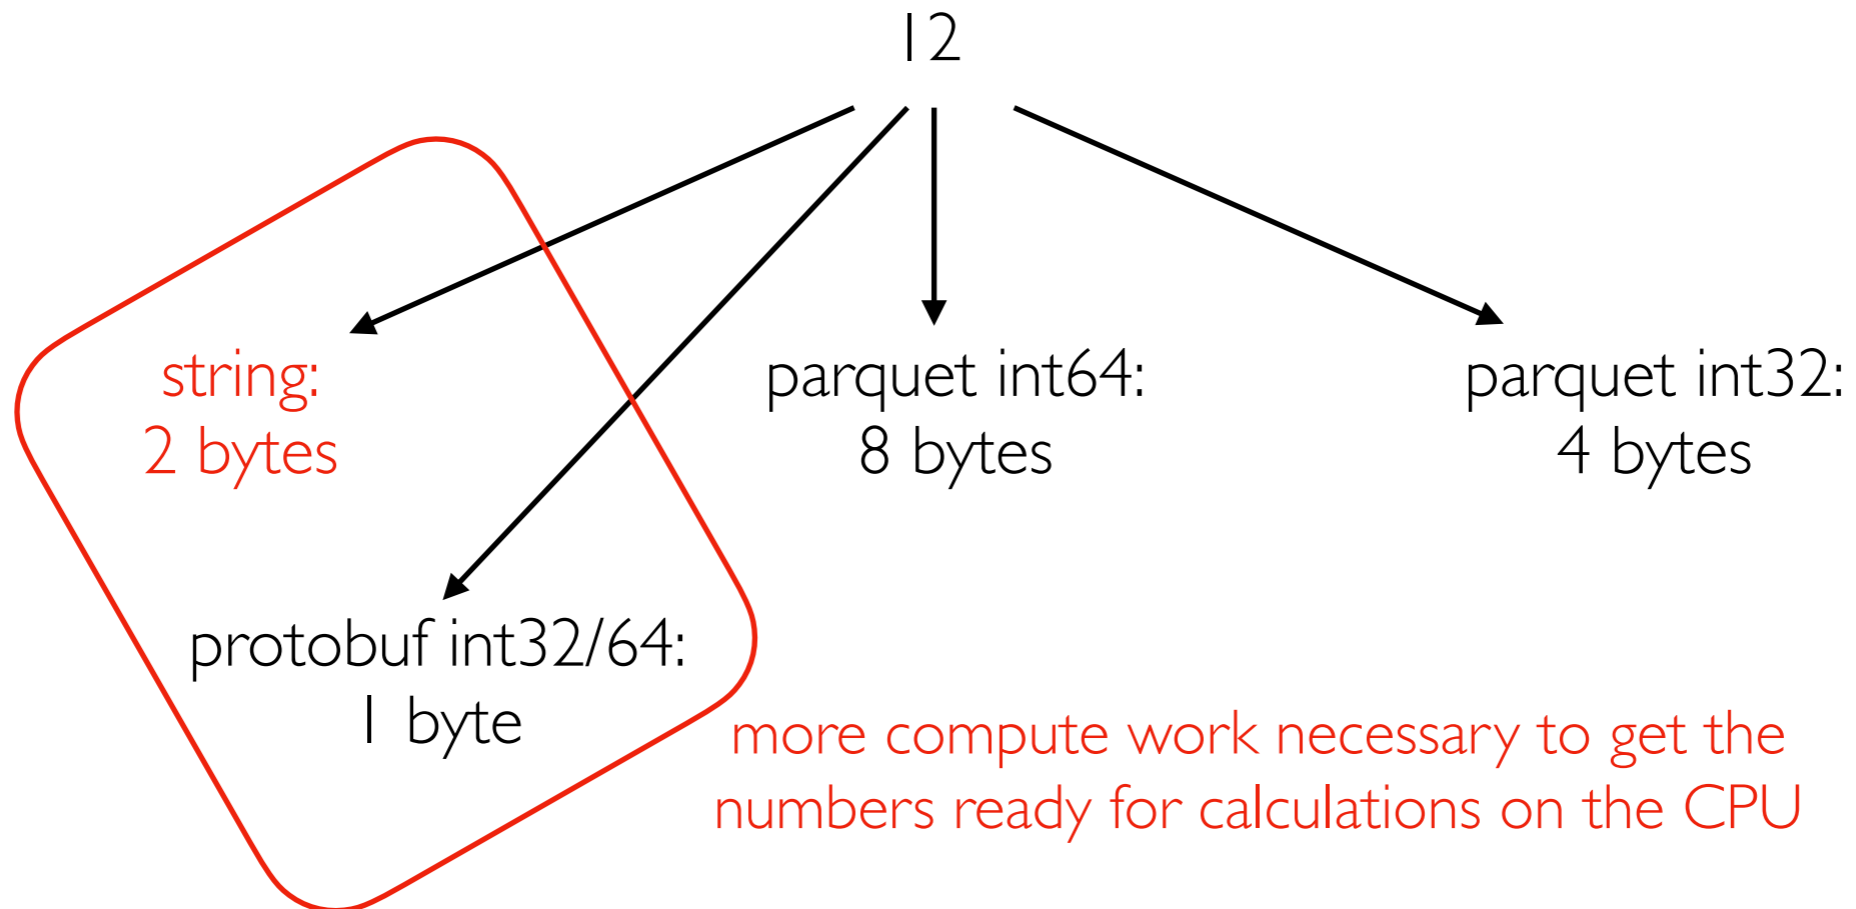 12
string:
2 bytes
parquet int64:
8 bytes
parquet int32:
4 bytes
protobuf int32/64:
1 byte
more compute work necessary to get the
numbers ready for calculations on the CPU